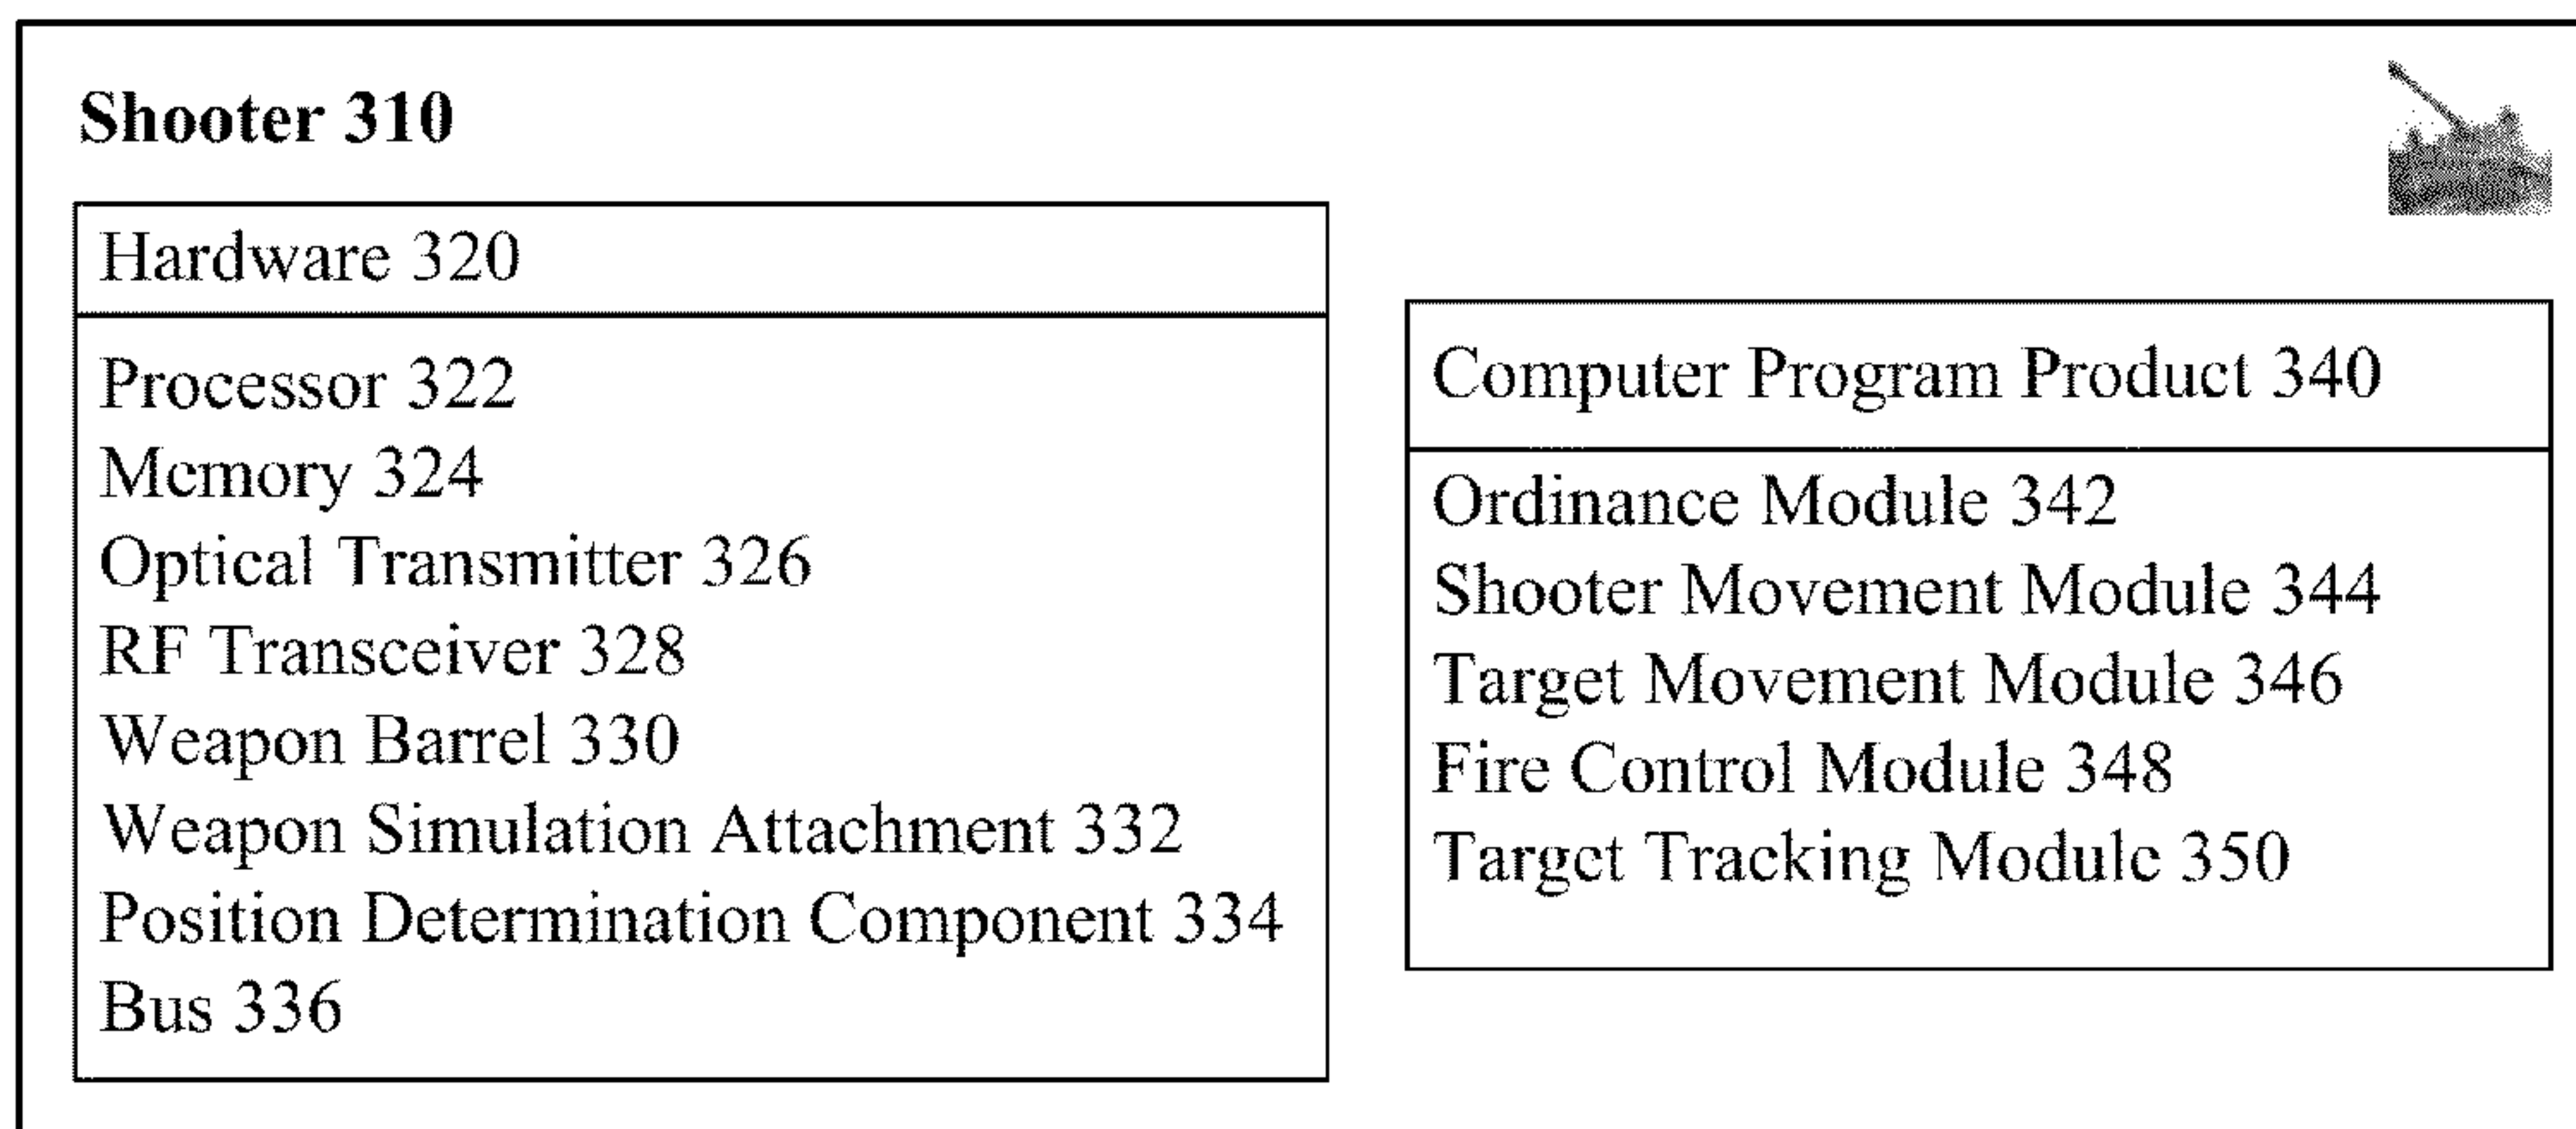 Shooter 310
Hardware 320
Processor 322
Memory 324
Optical Transmitter 326
RF Transceiver 328
Weapon Barrel 330
Weapon Simulation Attachment 332
Position Determination Component 334
Bus 336
Computer Program Product 340
Ordinance Module 342
Shooter Movement Module 344
Target Movement Module 346
Fire Control Module 348
Target Tracking Module 350